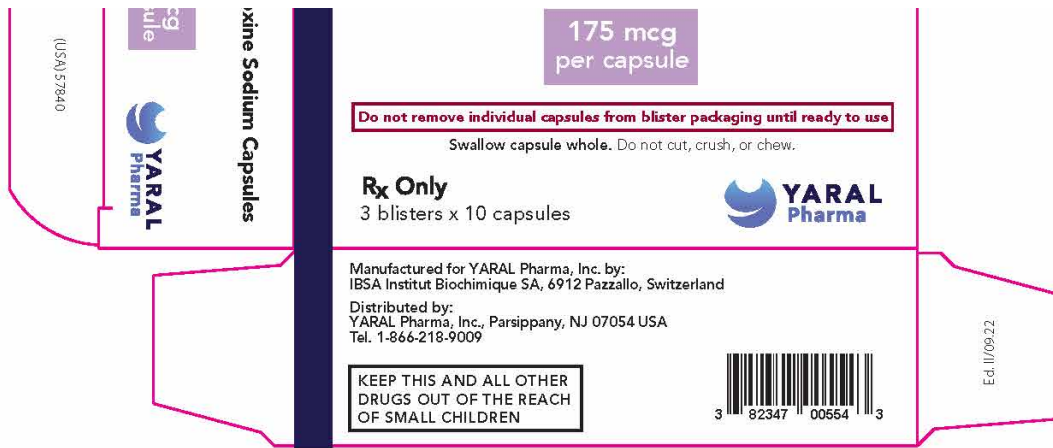 (USA) 57840
cg
sule
YARAL
Pharma
oxine Sodium Capsules
175 mcg
per capsule
Do not remove individual capsules from blister packaging until ready to use
Swallow capsule whole. Do not cut, crush, or chew.
Rx Only
3 blisters x 10 capsules
YARAL
Pharma
Manufactured for YARAL Pharma, Inc. by:
IBSA Institut Biochimique SA, 6912 Pazzallo, Switzerland
Distributed by:
YARAL Pharma, Inc., Parsippany, NJ 07054 USA
Tel. 1-866-218-9009
KEEP THIS AND ALL OTHER
DRUGS OUT OF THE REACH
OF SMALL CHILDREN
3 82347 00554 3
Ed. II/09.22